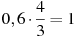 0,6 · 4/3 = 1